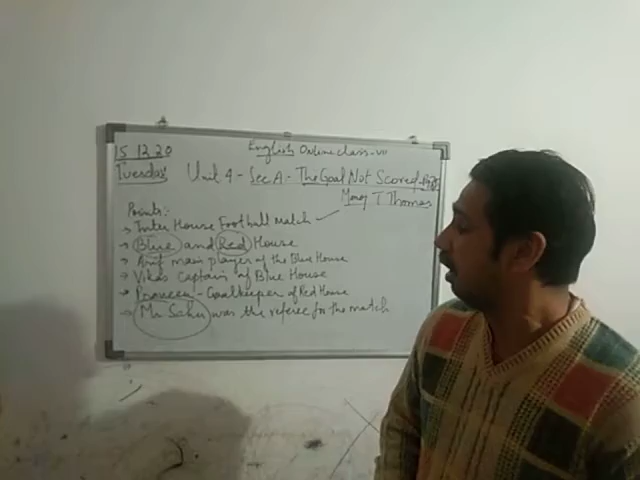 15.12.20 English Online class-VII
Tuesday Unit 4 - Sec A - The Goal Not Scored
Manoj T Thomas
Points:
Inter House Football Match
Blue and Red House
Arif main player of the Blue House
Vikas Captain of Blue House
Praveen - Goalkeeper of Red House
Mr Sahu was the referee for the match